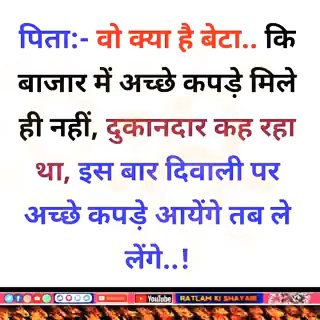 पिता:- वो क्या है बेटा.. कि
बाजार में अच्छे कपड़े मिले
ही नहीं, दुकानदार कह रहा
था, इस बार दिवाली पर
अच्छे कपड़े आयेंगे तब ले
लेंगे..!
YouTube RATLAM KI SHAYARI